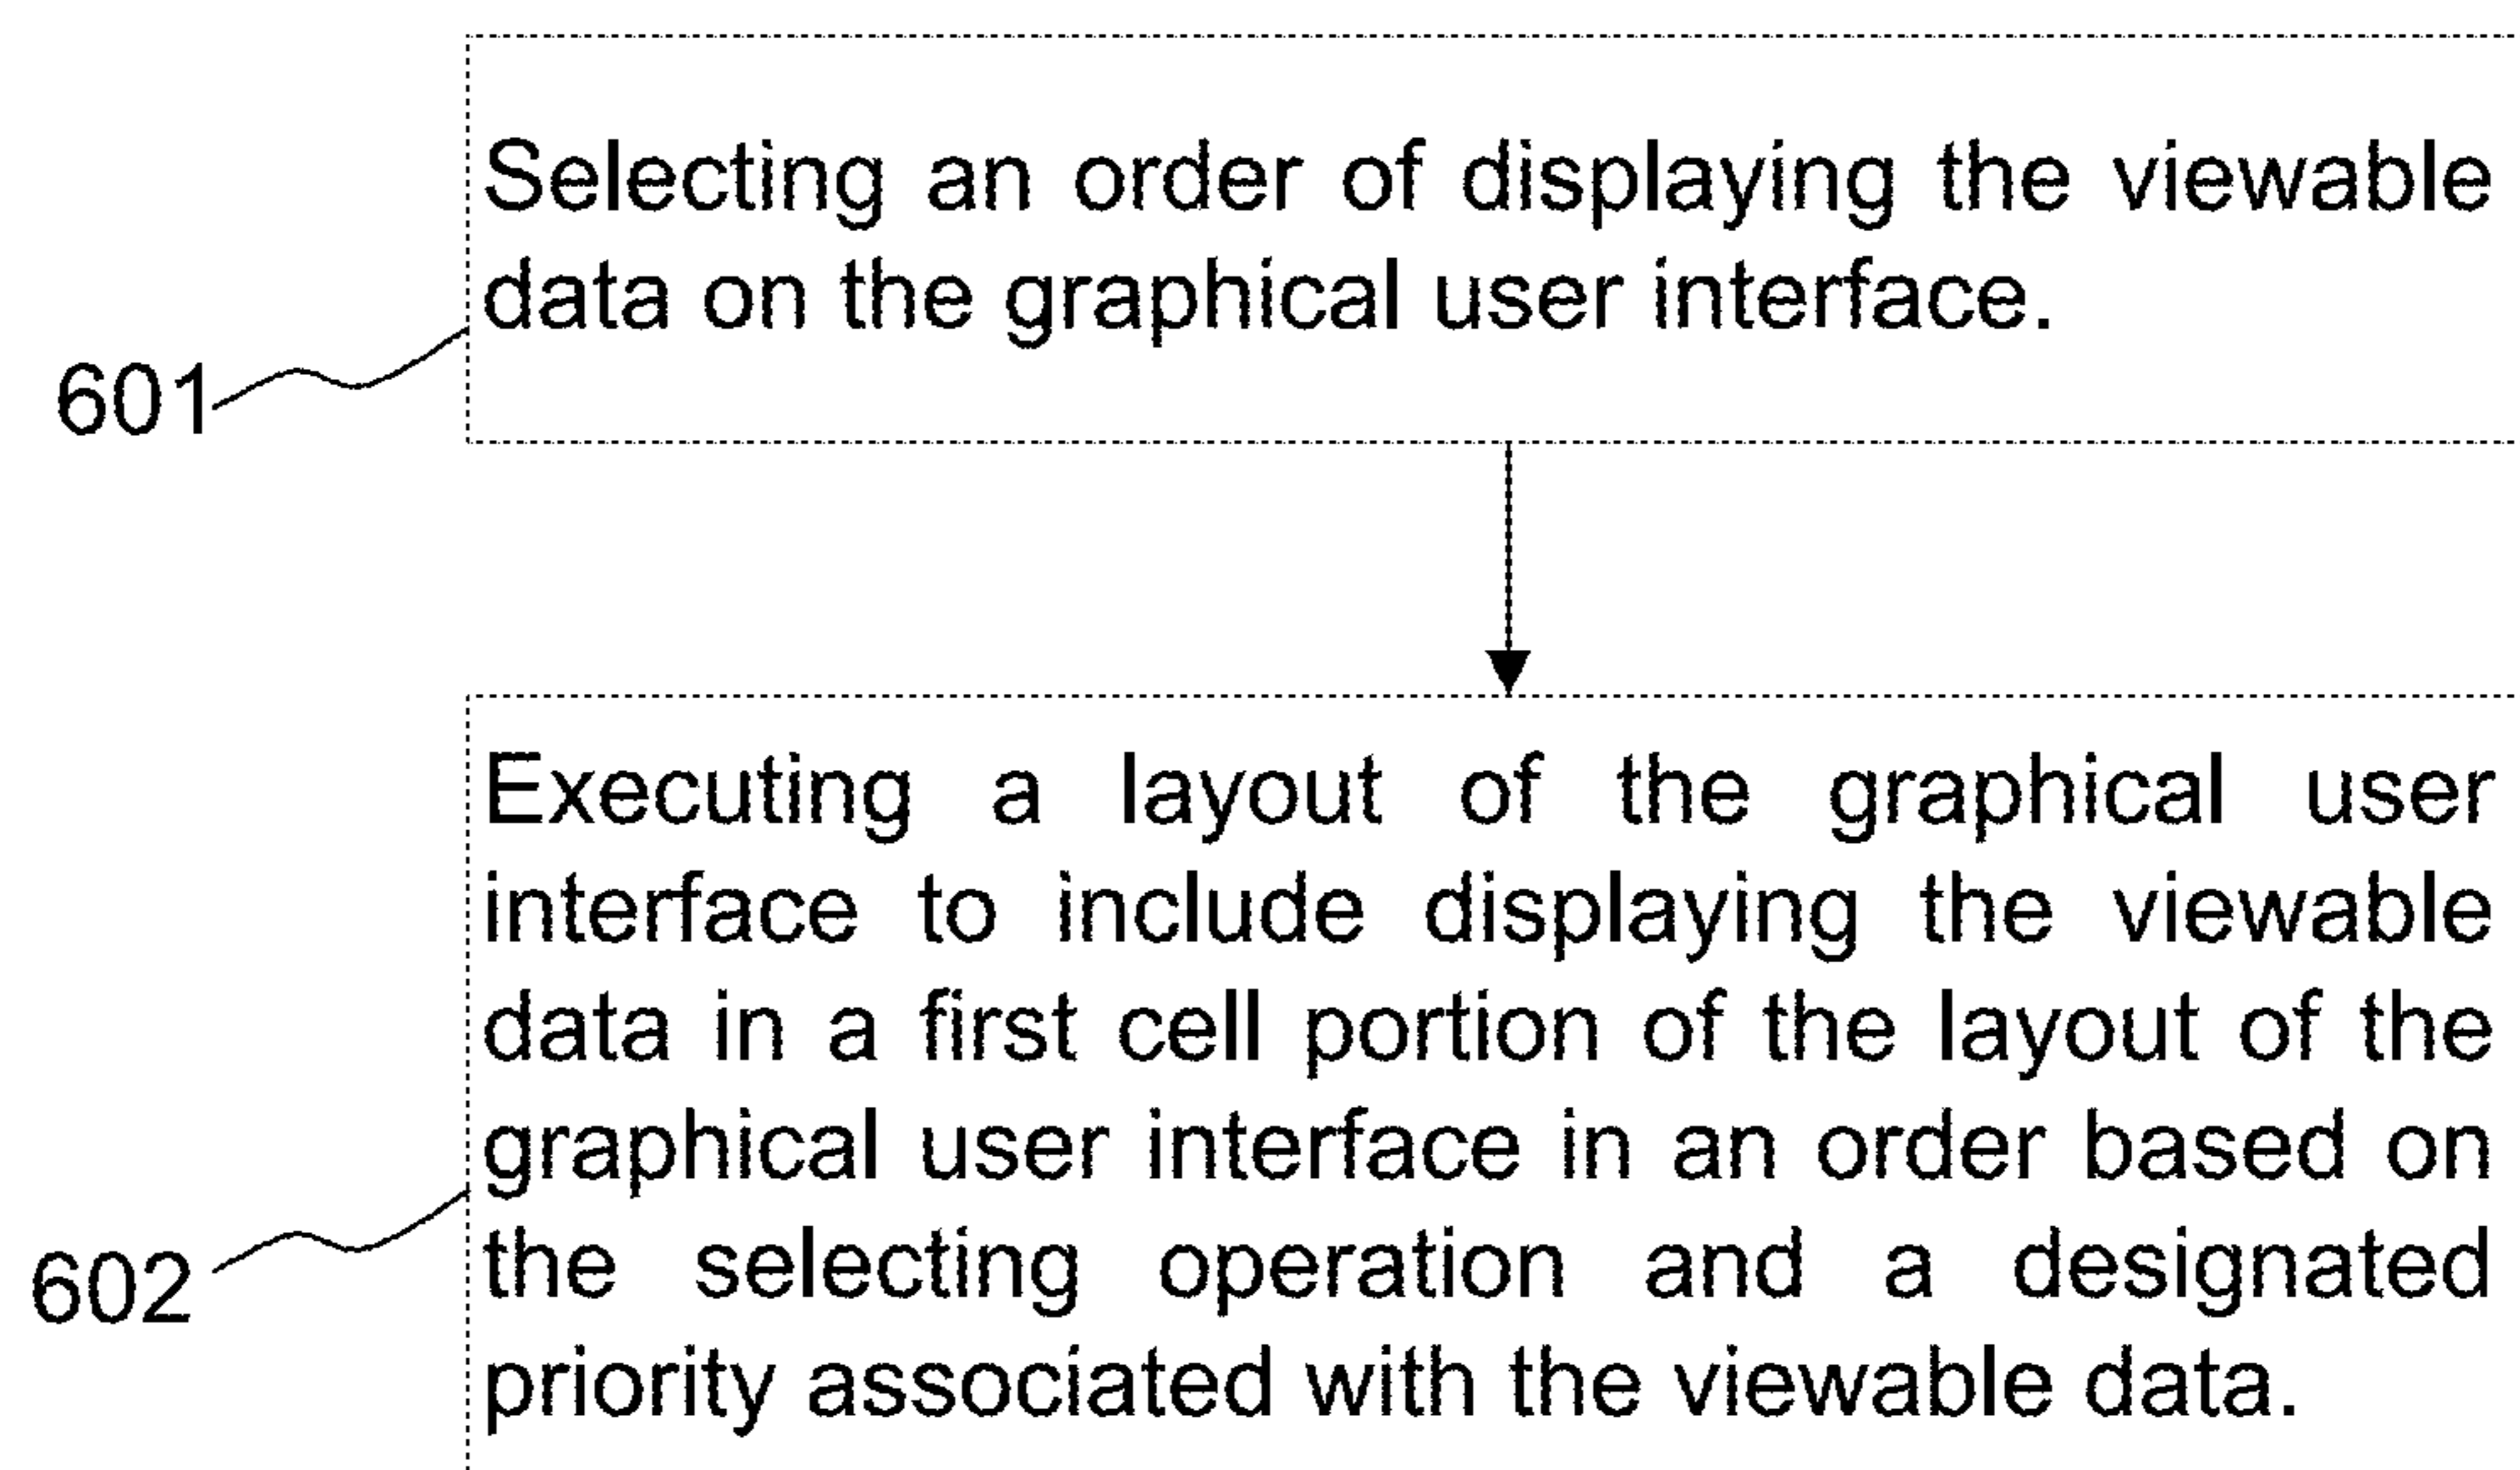 Selecting an order of displaying the viewable
data on the graphical user interface.
601
Executing a layout of the graphical user
interface to include displaying the viewable
data in a first cell portion of the layout of the
graphical user interface in an order based on
the selecting operation and a designated
priority associated with the viewable data.
602